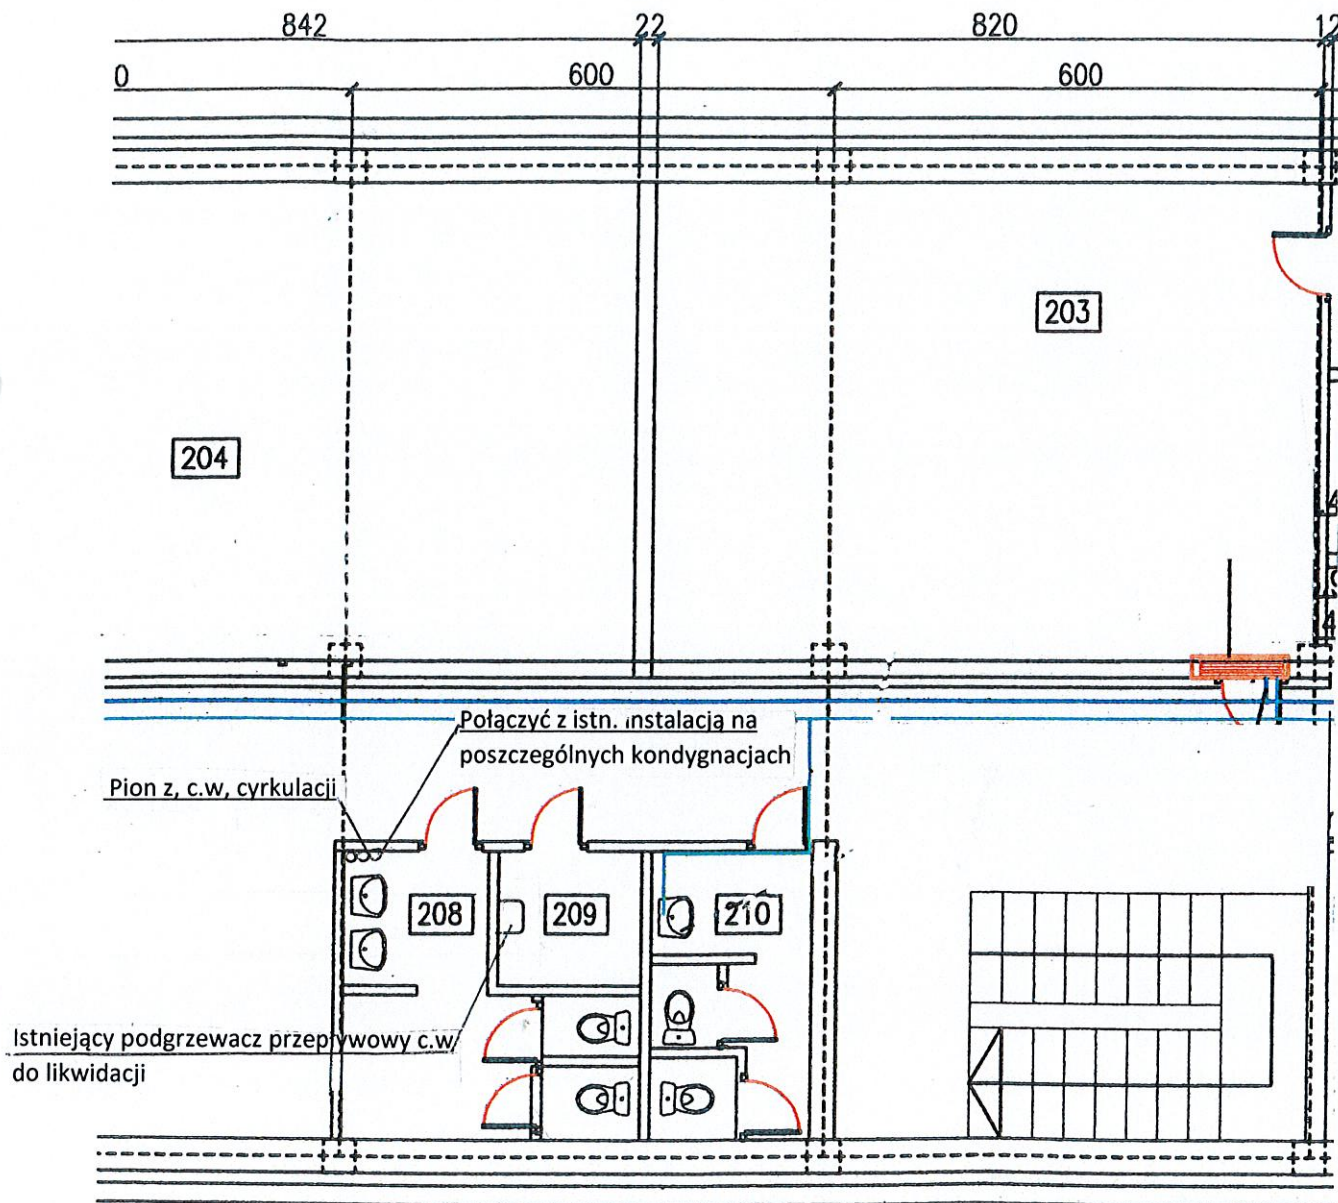 842
22
820
12
0
600
600
203
204
Połączyć z istn. instalacją na
poszczególnych kondygnacjach
Pion z, c.w, cyrkulacji
208
209
210
Istniejący podgrzewacz przepływowy c.w
do likwidacji